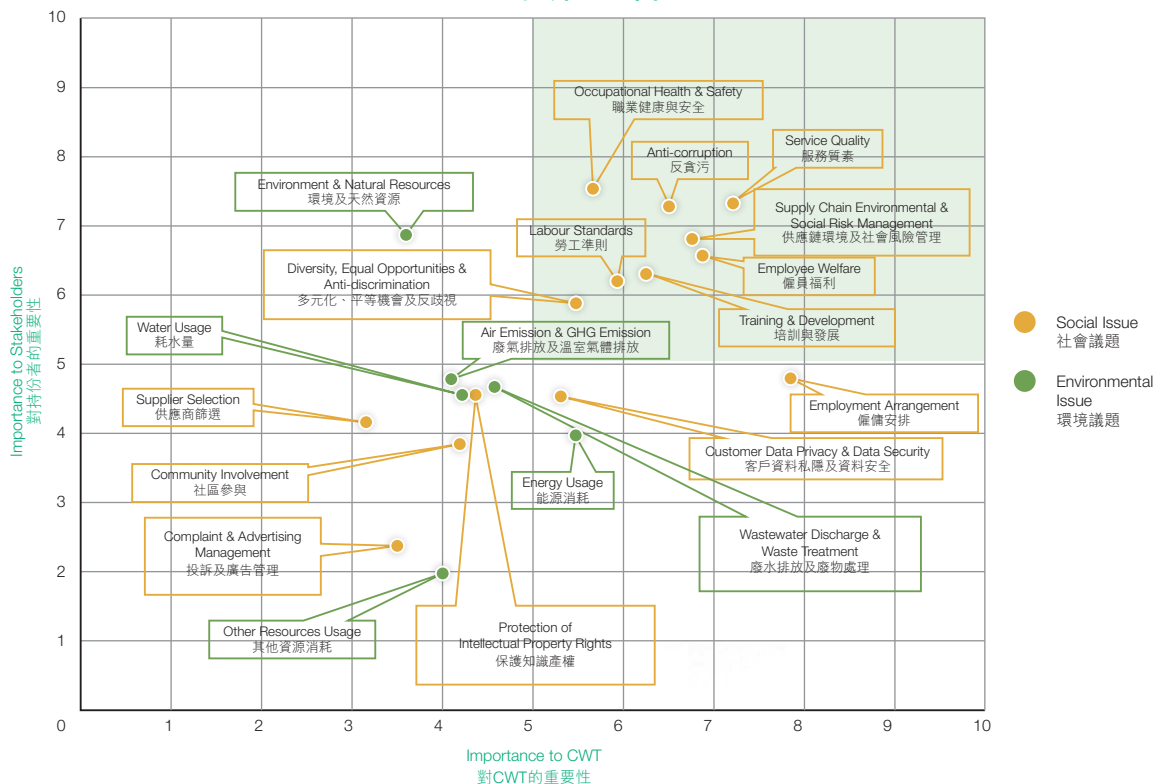 10
9
8
7
6
5
4
3
2
1
0
1
2
3
4
5
6
7
8
9
10
Importance to Stakeholders
對持份者的重要性
Importance to CWT
對CWT的重要性
Occupational Health & Safety
職業健康與安全
Anti-corruption
反貪污
Service Quality
服務質素
Environment & Natural Resources
環境及天然資源
Supply Chain Environmental &
Social Risk Management
供應鏈環境及社會風險管理
Labour Standards
勞工準則
Employee Welfare
僱員福利
Diversity, Equal Opportunities &
Anti-discrimination
多元化、平等機會及反歧視
Training & Development
培訓與發展
Water Usage
耗水量
Air Emission & GHG Emission
廢氣排放及溫室氣體排放
Supplier Selection
供應商篩選
Employment Arrangement
僱傭安排
Customer Data Privacy & Data Security
客戶資料私隱及資料安全
Community Involvement
社區參與
Energy Usage
能源消耗
Complaint & Advertising
Management
投訴及廣告管理
Wastewater Discharge &
Waste Treatment
廢水排放及廢物處理
Other Resources Usage
其他資源消耗
Protection of
Intellectual Property Rights
保護知識產權
Social Issue
社會議題
Environmental
Issue
環境議題